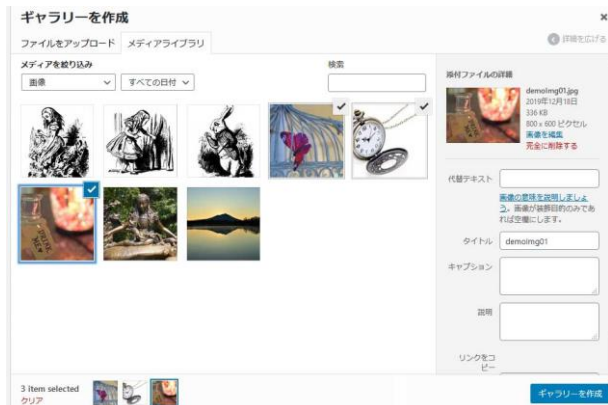 ギャラリーを作成
ファイルをアップロード メディアライブラリ
詳細を広げる
メディアを絞り込み
検索
画像
すべての日付
添付ファイルの詳細
demoimg01.jpg
2019年12月18日
336 KB
800 x 600 ピクセル
画像を編集
完全に削除する
代替テキスト
画像の意味を説明しましょう。画像が装飾目的のみであれば空欄にします。
タイトル demoimg01
キャプション
説明
リンクをコピー
DRINK ME
3 item selected
クリア
ギャラリーを作成